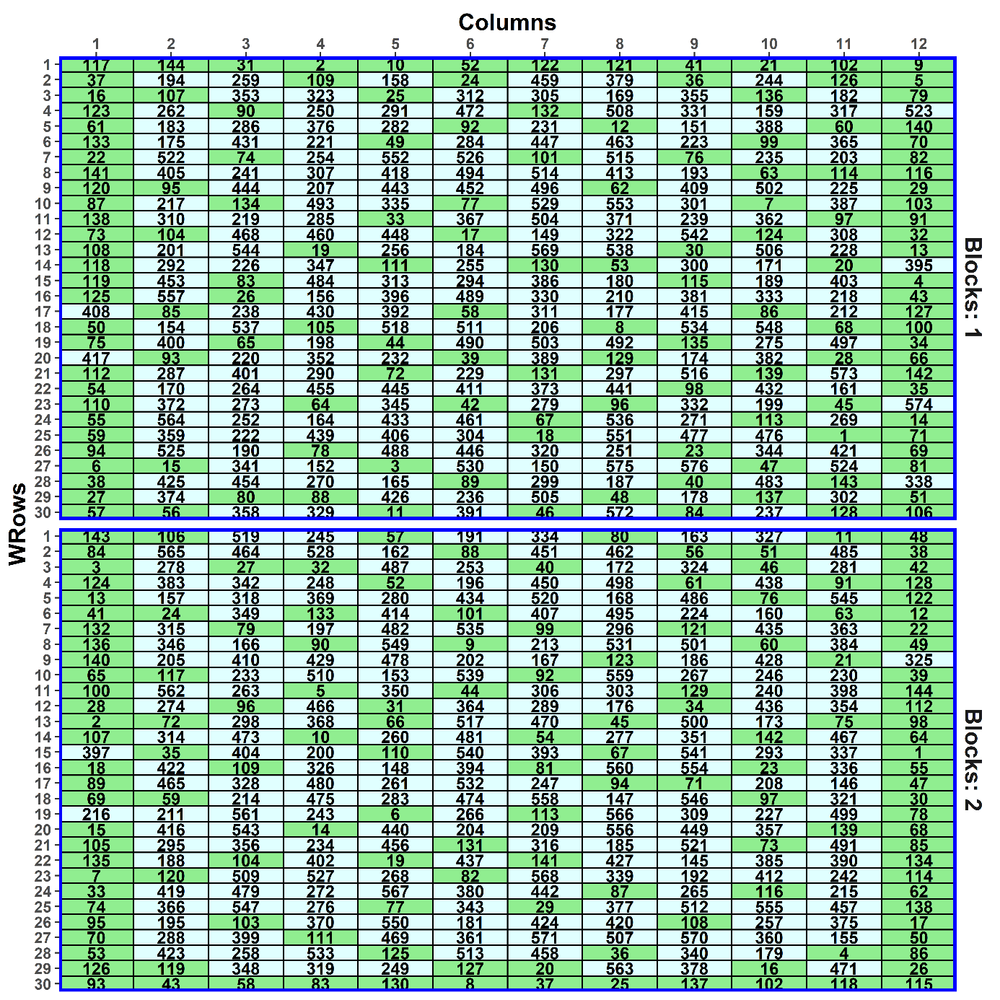 Columns
1 2 3 4 5 6 7 8 9 10 11 12
1 117 144 31 2 10 52 122 121 41 21 102 9
2 37 194 259 109 158 24 459 379 36 244 126 5
3 16 107 353 323 25 312 305 169 355 136 182 79
4 123 262 90 250 291 472 132 508 331 159 317 523
5 61 183 286 376 282 92 231 12 151 388 60 140
6 133 175 431 221 49 284 447 463 223 99 365 70
7 22 522 74 254 552 526 101 515 76 235 203 82
8 141 405 241 307 418 494 514 413 193 63 114 116
9 120 95 444 207 443 452 496 62 409 502 225 29
10 87 217 134 493 335 77 529 553 301 7 387 103
11 138 310 219 285 33 367 504 371 239 362 97 91
12 73 104 468 460 448 17 149 322 542 124 308 32
13 108 201 544 19 256 184 569 538 30 506 228 13
14 118 292 226 347 111 255 130 53 300 171 20 395
15 119 453 83 484 313 294 386 180 115 189 403 4
16 125 557 26 156 396 489 330 210 381 333 218 43
17 408 85 238 430 392 58 311 177 415 86 212 127
18 50 154 537 105 518 511 206 8 534 548 68 100
19 75 400 65 198 44 490 503 492 135 275 497 34
20 417 93 220 352 232 39 389 129 174 382 28 66
21 112 287 401 290 72 229 131 297 516 139 573 142
22 54 170 264 455 445 411 373 441 98 432 161 35
23 110 372 273 64 345 42 279 96 332 199 45 574
24 55 564 252 164 433 461 67 536 271 113 269 14
25 59 359 222 439 406 304 18 551 477 476 1 71
26 94 525 190 78 488 446 320 251 23 344 421 69
27 6 15 341 152 3 530 150 575 576 47 524 81
28 38 425 454 270 165 89 299 187 40 483 143 338
29 27 374 80 88 426 236 505 48 178 137 302 51
30 57 56 358 329 11 391 46 572 84 237 128 106
Blocks: 1
WRows
1 143 106 519 245 57 191 334 80 163 327 11 48
2 84 565 464 528 162 88 451 462 56 51 485 38
3 3 278 27 32 487 253 40 172 324 46 281 42
4 124 383 342 248 52 196 450 498 61 438 91 128
5 13 157 318 369 280 434 520 168 486 76 545 122
6 41 24 349 133 414 101 407 495 224 160 63 12
7 132 315 79 197 482 535 99 296 121 435 363 22
8 136 346 166 90 549 9 213 531 501 60 384 49
9 140 205 410 429 478 202 167 123 186 428 21 325
10 65 117 233 510 153 539 92 559 267 246 230 39
11 100 562 263 5 350 44 306 303 129 240 398 144
12 28 274 96 466 31 364 289 176 34 436 354 112
13 2 72 298 368 66 517 470 45 500 173 75 98
14 107 314 473 10 260 481 54 277 351 142 467 64
15 397 35 404 200 110 540 393 67 541 293 337 1
16 18 422 109 326 148 394 81 560 554 23 336 55
17 89 465 328 480 261 532 247 94 71 208 146 47
18 69 59 214 475 283 474 558 147 546 97 321 30
19 216 211 561 243 6 266 113 566 309 227 499 78
20 15 416 543 14 440 204 209 556 449 357 139 68
21 105 295 356 234 456 131 316 185 521 73 491 85
22 135 188 104 402 19 437 141 427 145 385 390 134
23 7 120 509 527 268 82 568 339 192 412 242 114
24 33 419 479 272 567 380 442 87 265 116 215 62
25 74 366 547 276 77 343 29 377 512 555 457 138
26 95 195 103 370 550 181 424 420 108 257 375 17
27 70 288 399 111 469 361 571 507 570 360 155 50
28 53 423 258 533 125 513 458 36 340 179 4 86
29 126 119 348 319 249 127 20 563 378 16 471 26
30 93 43 58 83 130 8 37 25 137 102 118 115
Blocks: 2